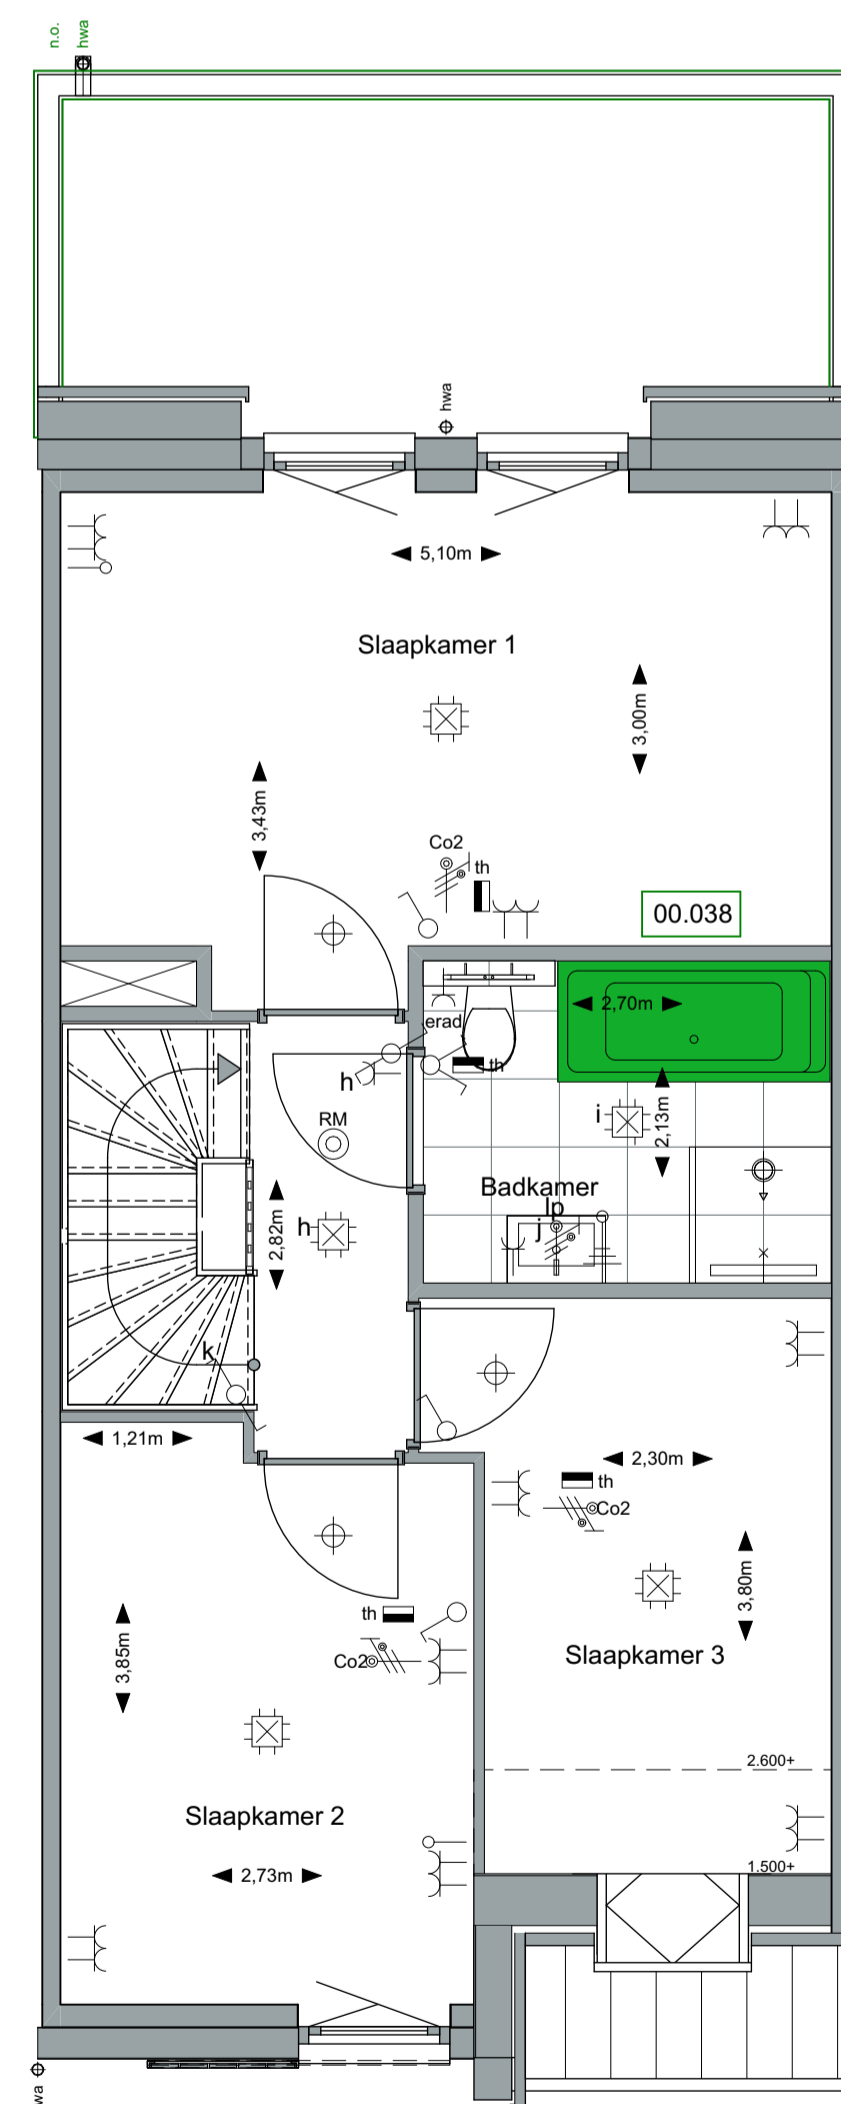 n.o.
hwa
hwa
5,10m
Slaapkamer 1
3,00m
3,43m
Co2
th
00.038
2,70m
erad
th
h
i
2,13m
RM
Badkamer
lp
j
h
2,82m
k
1,21m
2,30m
th
Co2
3,80m
th
Co2
3,85m
Slaapkamer 3
2.600+
Slaapkamer 2
1.500+
2,73m
wa